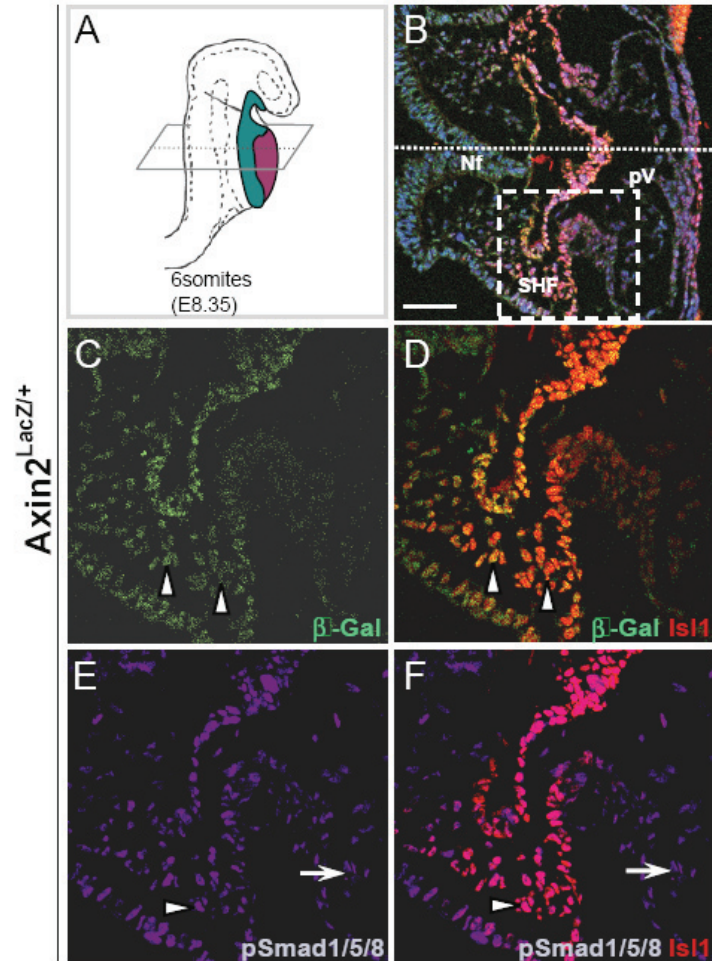 Axin2LacZ/+
A
6somites
(E8.35)
B
Nf
pV
SHF
C
β-Gal
D
β-Gal Isl1
E
pSmad1/5/8
F
pSmad1/5/8 Isl1